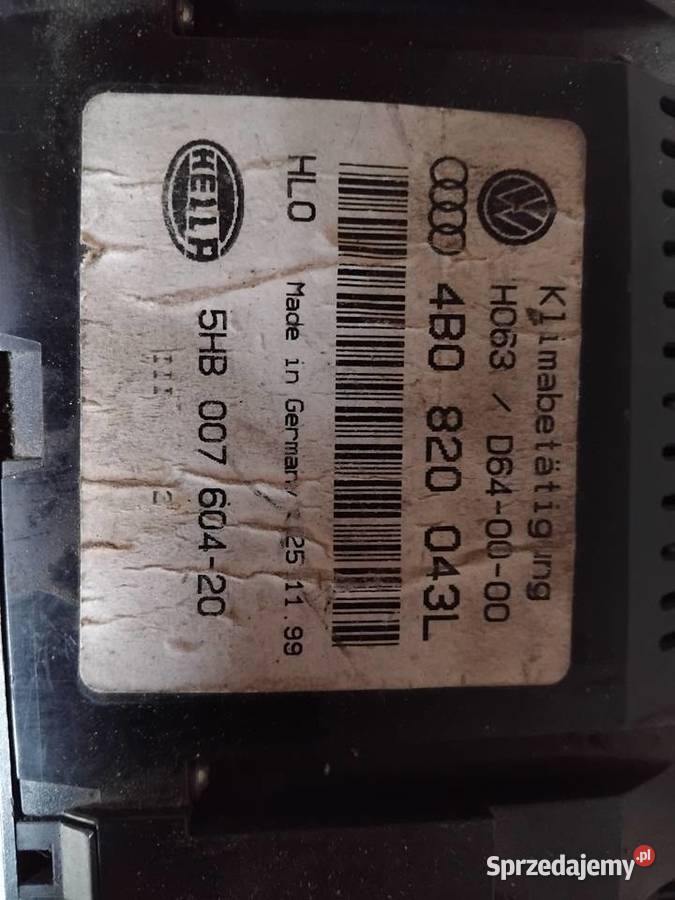 Klimabetätigung
H063 / D64-00-00
4B0 820 043L
HL0 Made in Germany 25.11.99
HELLA
5HB 007 604-20
Sprzedajemy.pl